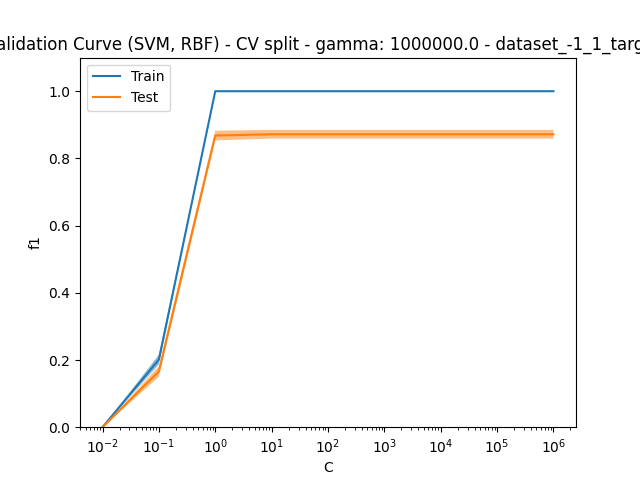 alidation Curve (SVM, RBF) - CV split - gamma: 1000000.0 - dataset_-1_1_targ
Train
Test
1.0
0.8
0.6
0.4
0.2
0.0
f1
10⁻² 10⁻¹ 10⁰ 10¹ 10² 10³ 10⁴ 10⁵ 10⁶
C